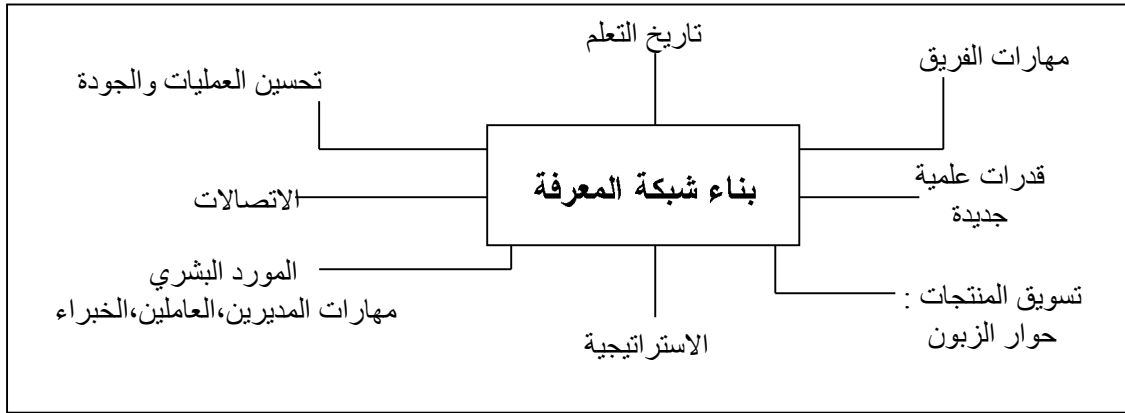 تاريخ التعلم
مهارات الفريق
تحسين العمليات والجودة
بناء شبكة المعرفة
قدرات علمية
جديدة
الاتصالات
المورد البشري
مهارات المديرين،العاملين،الخبراء
تسويق المنتجات :
حوار الزبون
الاستراتيجية